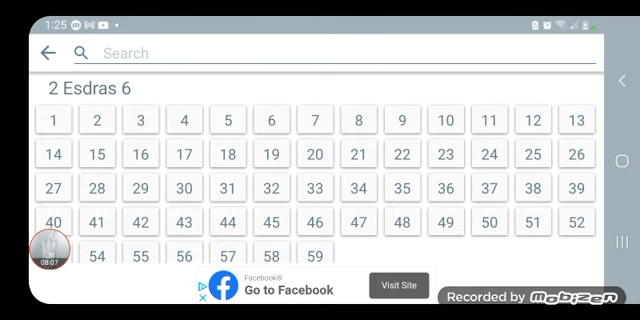 1:25
Search
2 Esdras 6
1 2 3 4 5 6 7 8 9 10 11 12 13
14 15 16 17 18 19 20 21 22 23 24 25 26
27 28 29 30 31 32 33 34 35 36 37 38 39
40 41 42 43 44 45 46 47 48 49 50 51 52
54 55 56 57 58 59
08:07
Facebook®
Go to Facebook
Visit Site
Recorded by Mobizen